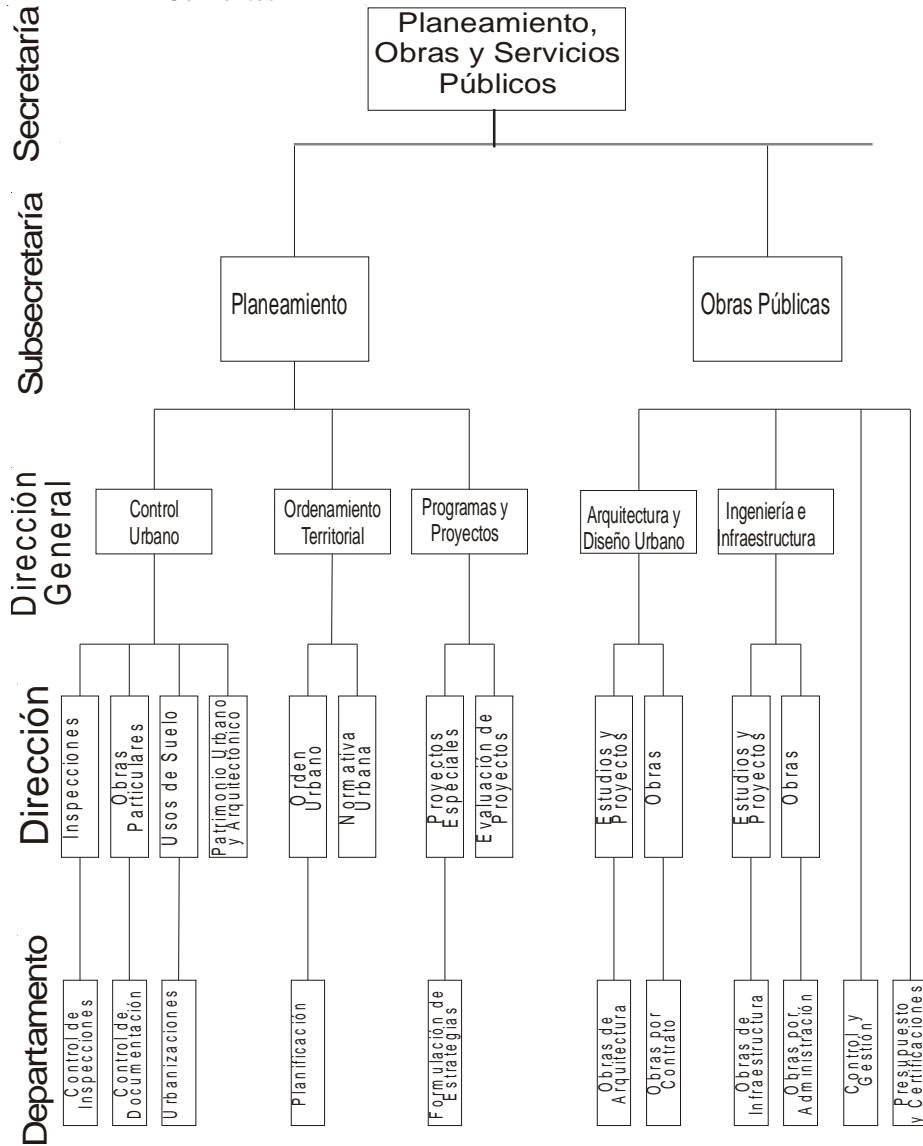 Secretaría
Planeamiento,
Obras y Servicios
Públicos
Subsecretaría
Planeamiento
Obras Públicas
Dirección
General
Control
Urbano
Ordenamiento
Territorial
Programas y
Proyectos
Arquitectura y
Diseño Urbano
Ingeniería e
Infraestructura
Dirección
Inspecciones
Obras
Particulares
Usos de Suelo
Patrimonio Urbano
y Arquitectónico
Orden
Urbano
Normativa
Urbana
Proyectos
Especiales
Evaluación de
Proyectos
Estudios y
Proyectos
Obras
Estudios y
Proyectos
Obras
Departamento
Control de
Inspecciones
Control de
Documentación
Urbanizaciones
Planificación
Formulación de
Estrategias
Obras de
Arquitectura
Obras por
Contrato
Obras de
Infraestructura
Obras por
Administración
Control y
Gestión
Prespuesto
y Certificaciones